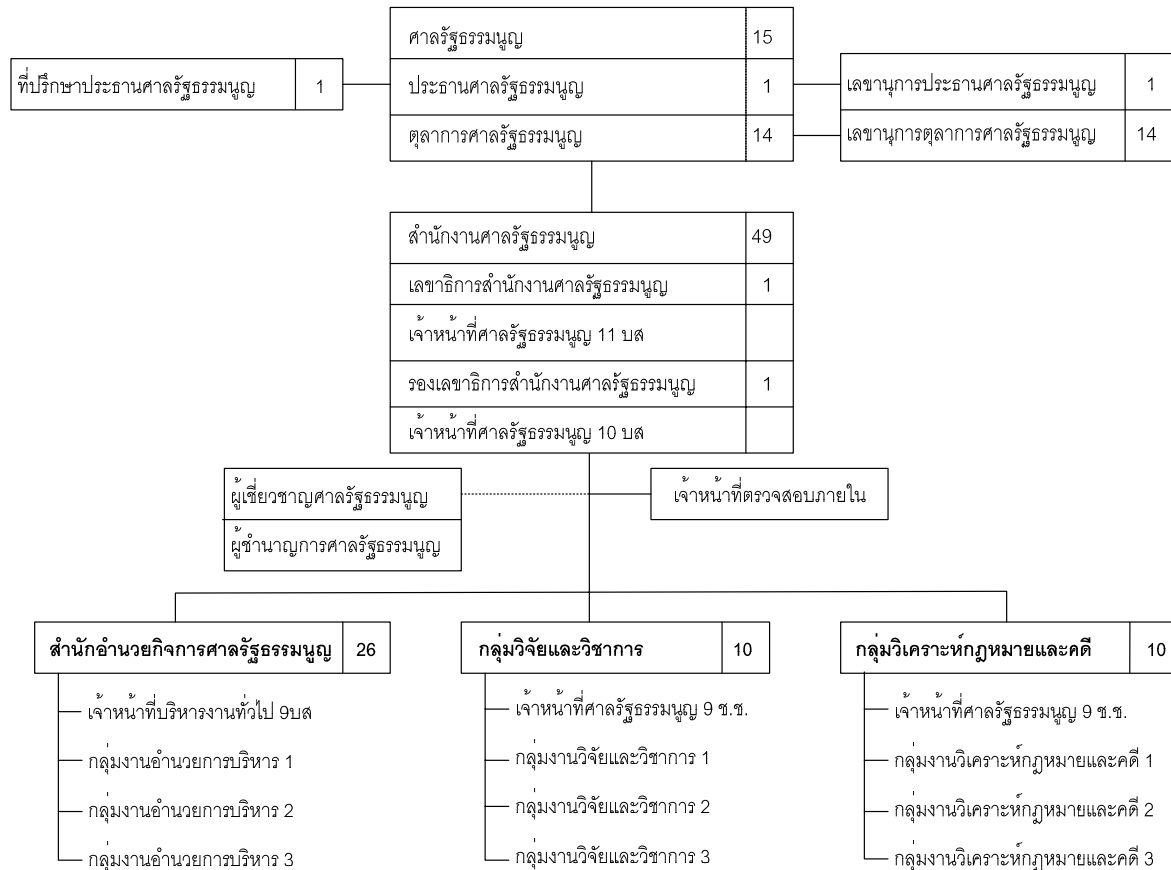 ศาลรัฐธรรมนูญ 15
ที่ปรึกษาประธานศาลรัฐธรรมนูญ 1
ประธานศาลรัฐธรรมนูญ 1
เลขานุการประธานศาลรัฐธรรมนูญ 1
ตุลาการศาลรัฐธรรมนูญ 14
เลขานุการตุลาการศาลรัฐธรรมนูญ 14
สำนักงานศาลรัฐธรรมนูญ 49
เลขาธิการสำนักงานศาลรัฐธรรมนูญ 1
เจ้าหน้าที่ศาลรัฐธรรมนูญ 11 บส
รองเลขาธิการสำนักงานศาลรัฐธรรมนูญ 1
เจ้าหน้าที่ศาลรัฐธรรมนูญ 10 บส
ผู้เชี่ยวชาญศาลรัฐธรรมนูญ
ผู้ชำนาญการศาลรัฐธรรมนูญ
เจ้าหน้าที่ตรวจสอบภายใน
สำนักอำนวยกิจการศาลรัฐธรรมนูญ 26
เจ้าหน้าที่บริหารงานทั่วไป 9บส
กลุ่มงานอำนวยการบริหาร 1
กลุ่มงานอำนวยการบริหาร 2
กลุ่มงานอำนวยการบริหาร 3
กลุ่มวิจัยและวิชาการ 10
เจ้าหน้าที่ศาลรัฐธรรมนูญ 9 ช.ช.
กลุ่มงานวิจัยและวิชาการ 1
กลุ่มงานวิจัยและวิชาการ 2
กลุ่มงานวิจัยและวิชาการ 3
กลุ่มวิเคราะห์กฎหมายและคดี 10
เจ้าหน้าที่ศาลรัฐธรรมนูญ 9 ช.ช.
กลุ่มงานวิเคราะห์กฎหมายและคดี 1
กลุ่มงานวิเคราะห์กฎหมายและคดี 2
กลุ่มงานวิเคราะห์กฎหมายและคดี 3